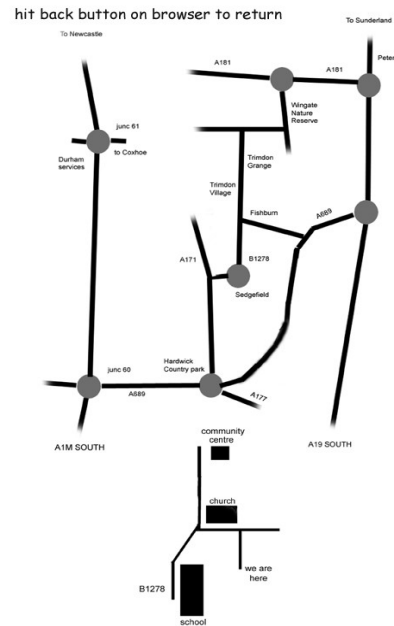 hit back button on browser to return
To Sunderland
To Newcastle
Peter
A181
A181
junc 61
Wingate
Nature
Reserve
Durham
services
to Coxhoe
Trimdon
Grange
Trimdon
Village
Fishburn
A689
A171
B1278
Sedgefield
junc 60
Hardwick
Country park
A689
A177
A1M SOUTH
A19 SOUTH
community
centre
church
we are
here
B1278
school